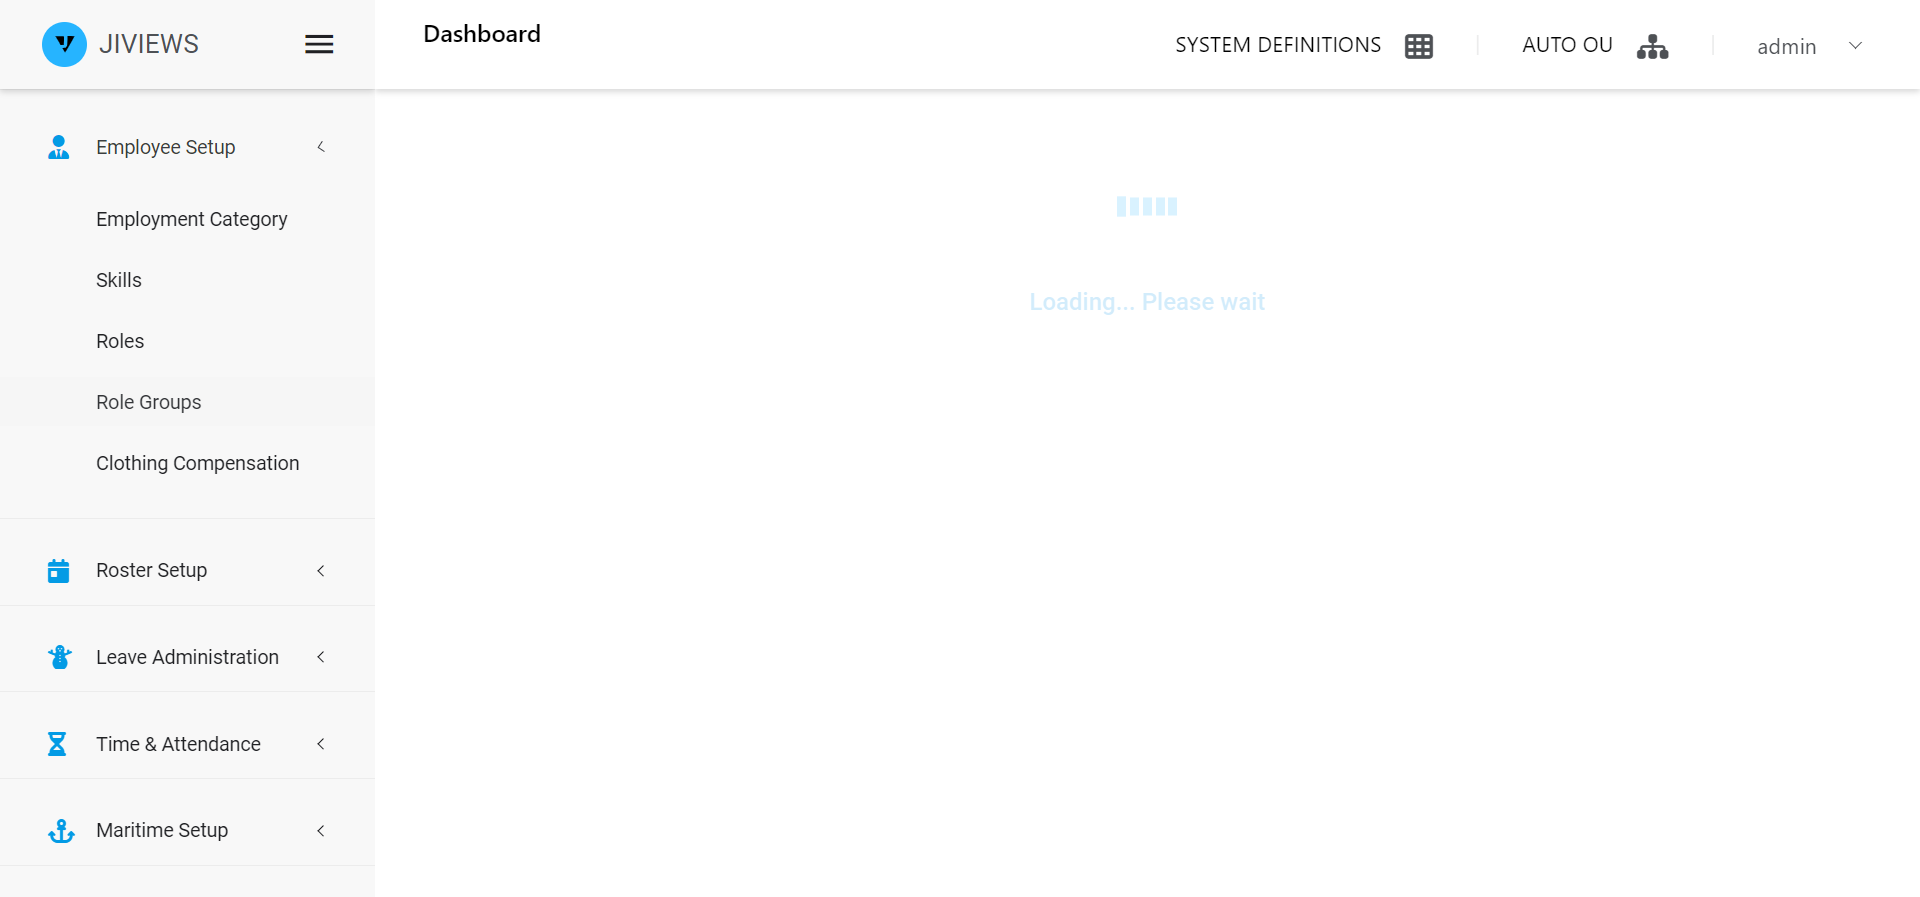 JIVIEWS
Dashboard
SYSTEM DEFINITIONS
AUTO OU
admin
Employee Setup
Employment Category
Skills
Roles
Role Groups
Clothing Compensation
Roster Setup
Leave Administration
Time & Attendance
Maritime Setup
Loading... Please wait